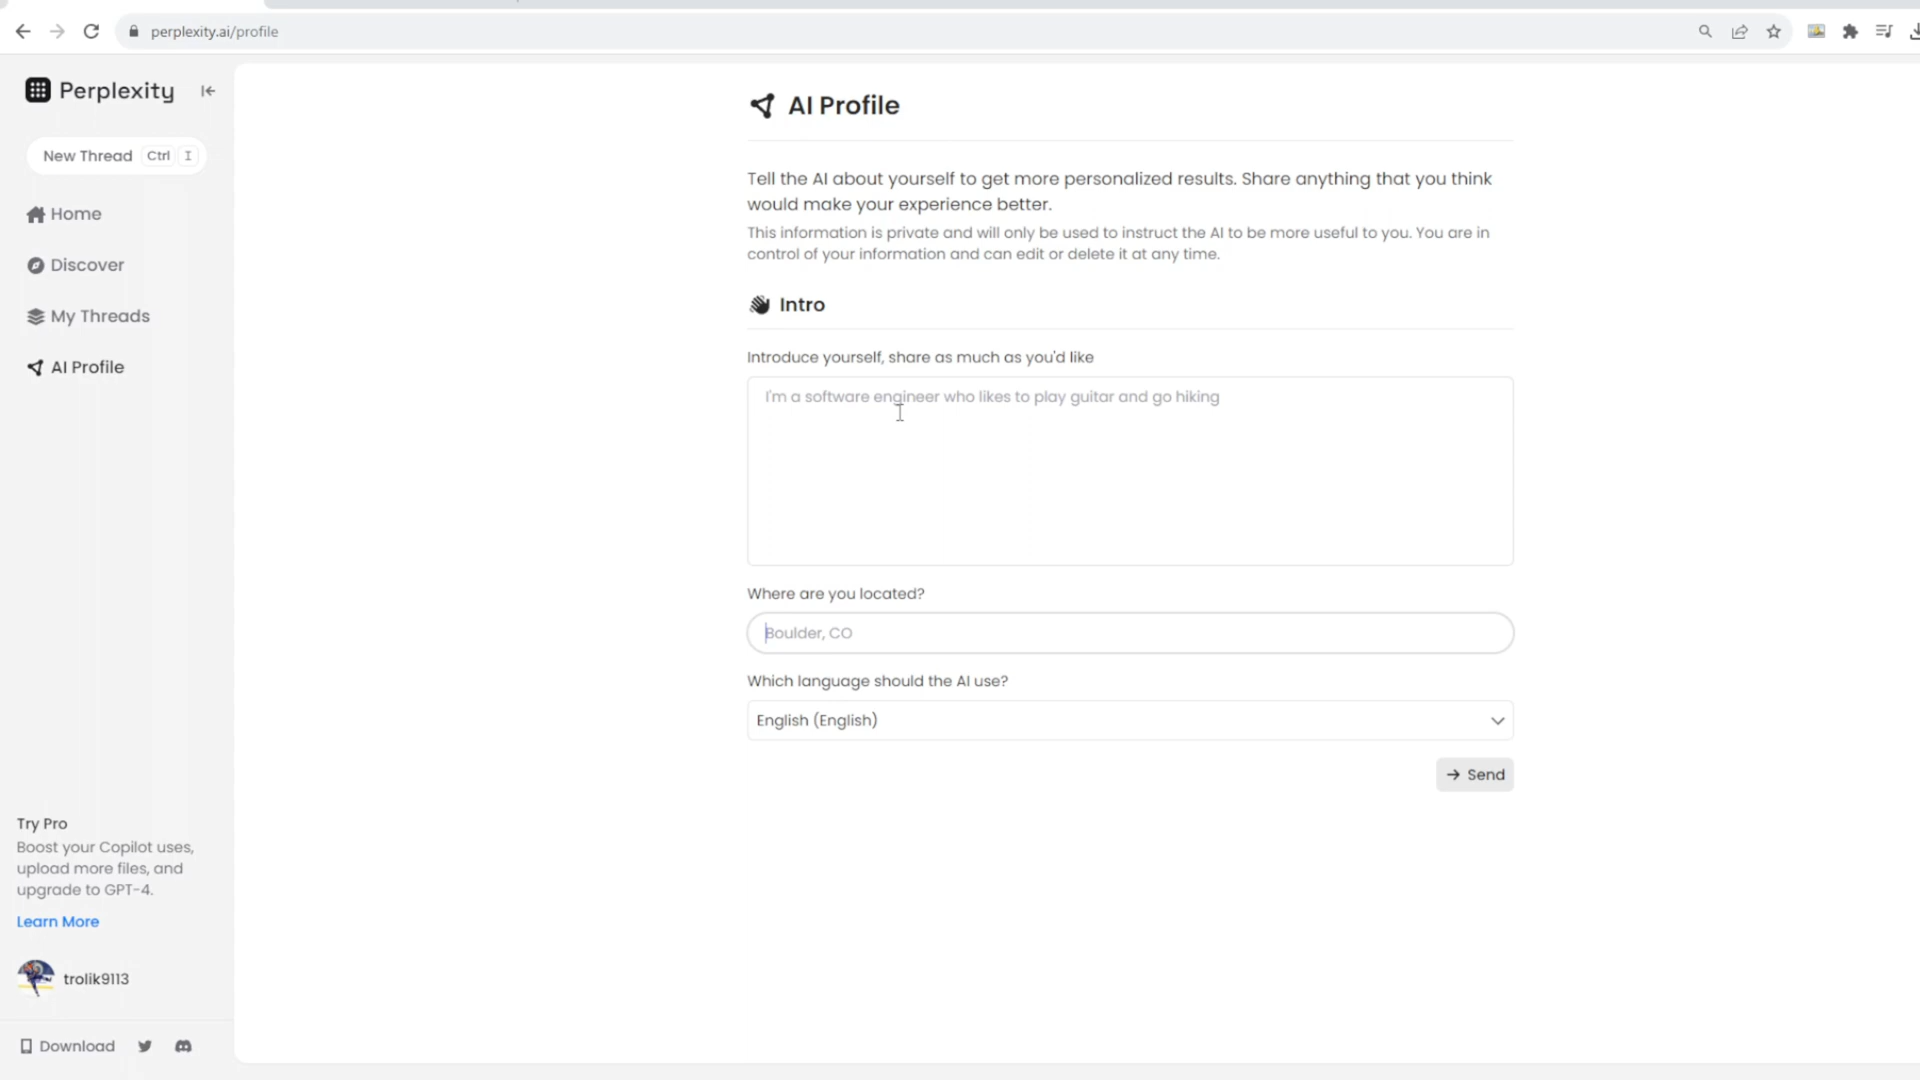 perplexity.ai/profile
Perplexity
New Thread Ctrl I
Home
Discover
My Threads
AI Profile
Try Pro
Boost your Copilot uses,
upload more files, and
upgrade to GPT-4.
Learn More
trolik9113
Download
AI Profile
Tell the AI about yourself to get more personalized results. Share anything that you think
would make your experience better.
This information is private and will only be used to instruct the AI to be more useful to you. You are in
control of your information and can edit or delete it at any time.
Intro
Introduce yourself, share as much as you'd like
I'm a software engineer who likes to play guitar and go hiking
Where are you located?
Boulder, CO
Which language should the AI use?
English (English)
Send